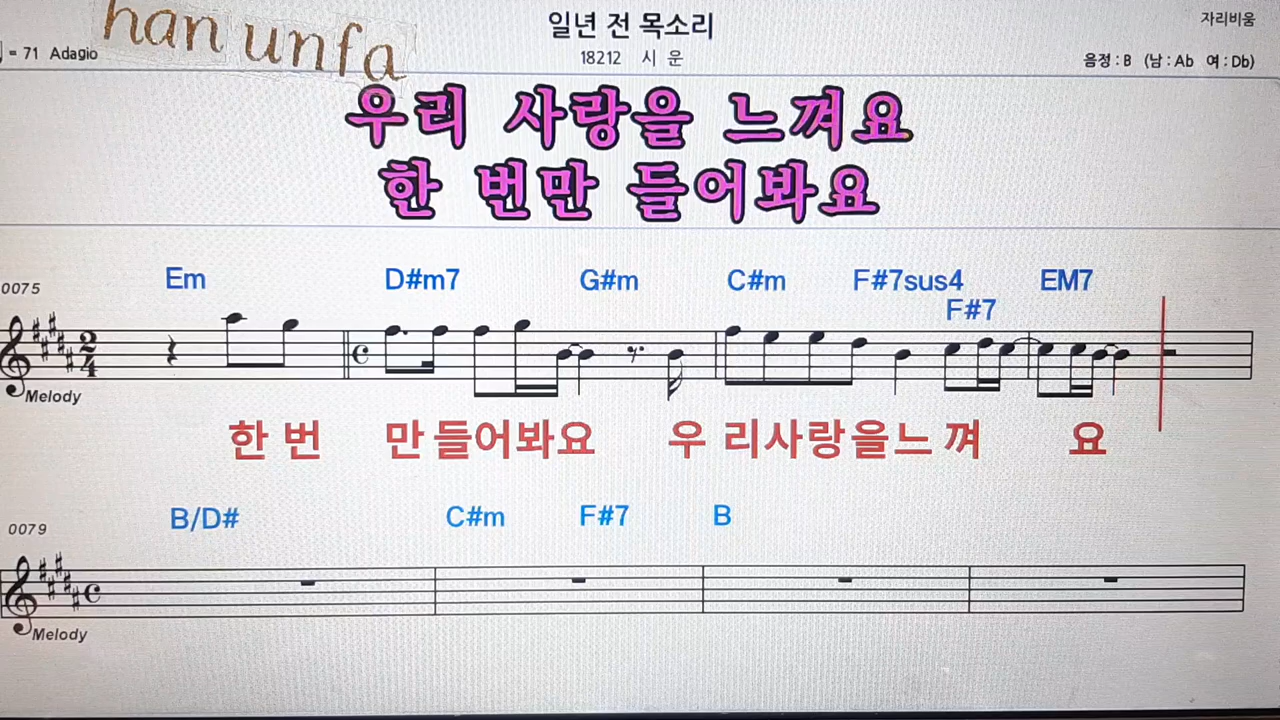 han unfa
일년 전 목소리
자리비움
= 71 Adagio
18212 시 운
음정 : B (남 : Ab 여 : Db)
우리 사랑을 느껴요
한 번만 들어봐요
0075
Em D#m7 G#m C#m F#7sus4 EM7
F#7
2
4
Melody
한 번 만 들어봐요 우 리사랑을느 껴 요
0079
B/D# C#m F#7 B
Melody